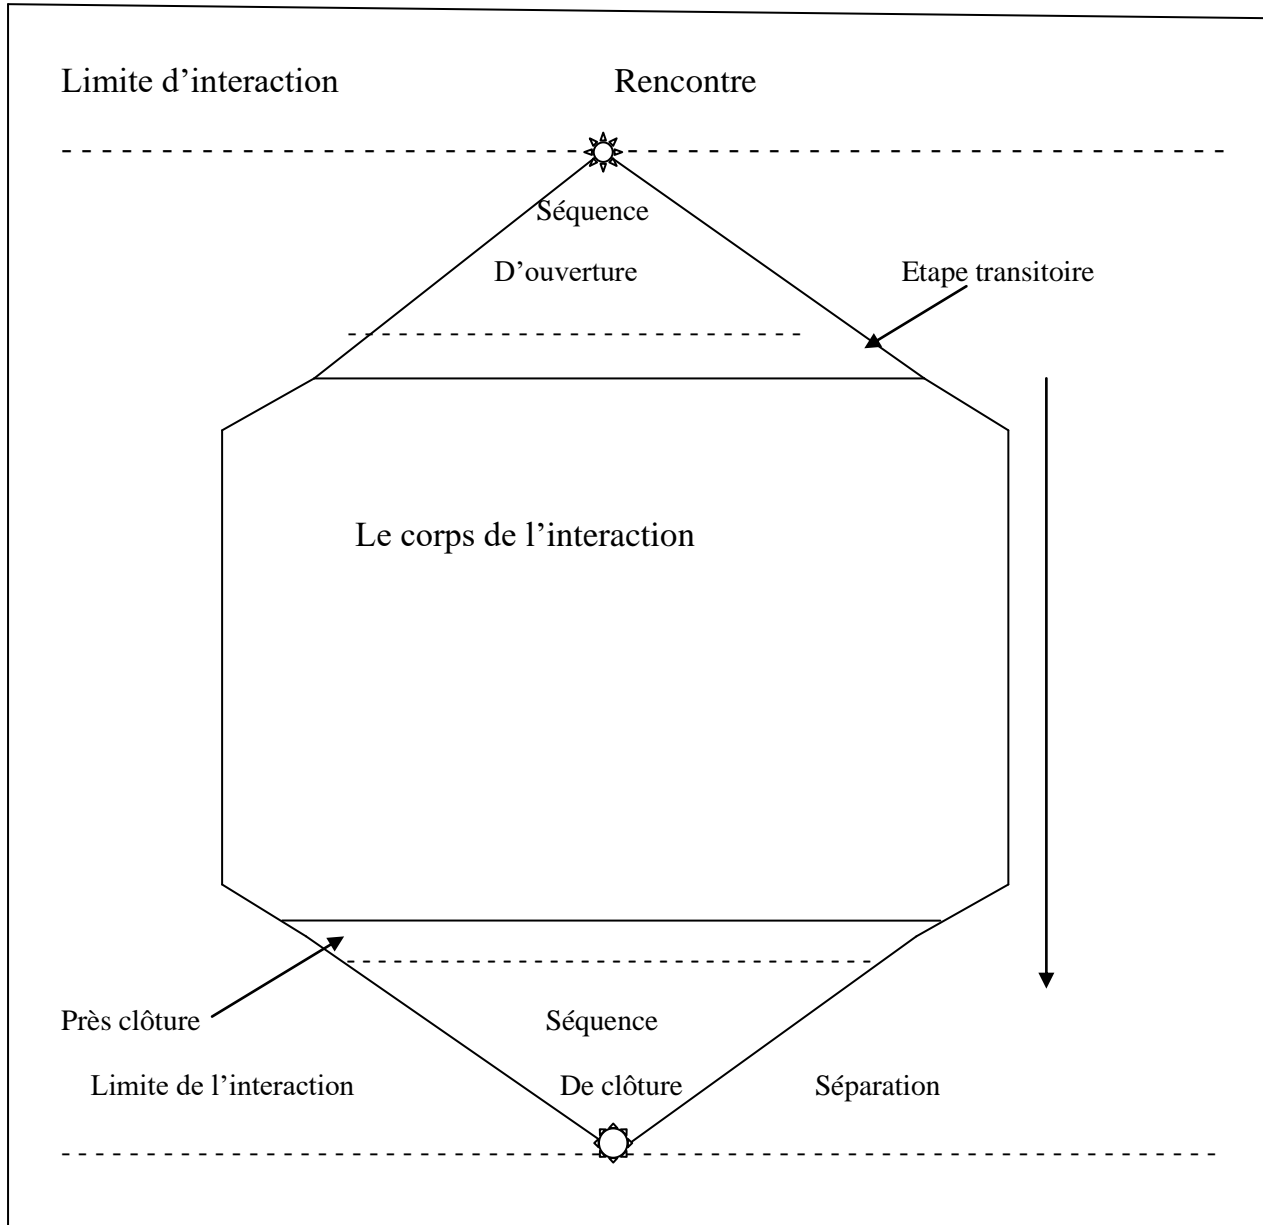 Limite d’interaction Rencontre
Séquence
D’ouverture Etape transitoire
Le corps de l’interaction
Près clôture Séquence
Limite de l’interaction De clôture Séparation